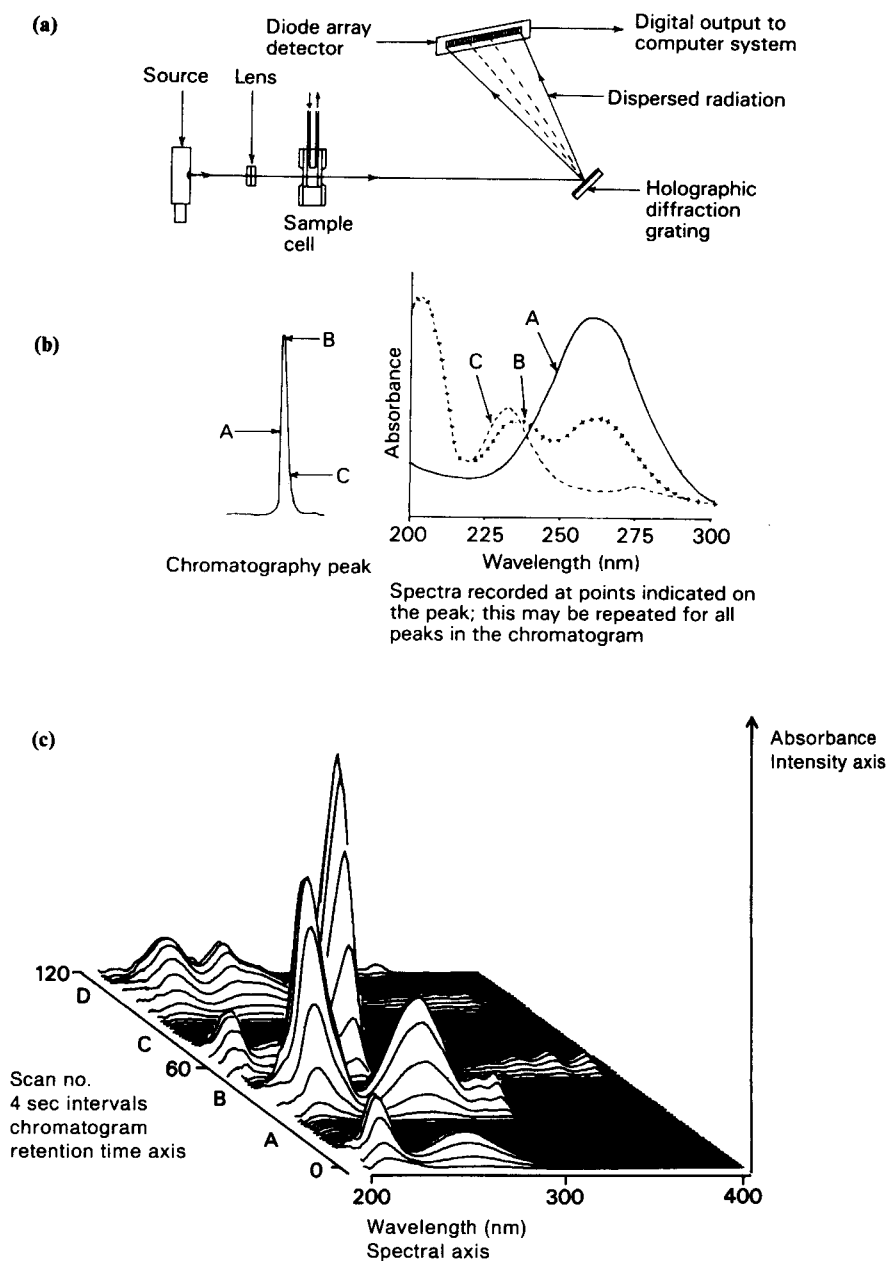 (a)
Diode array
detector
Digital output to
computer system
Source
Lens
Dispersed radiation
Sample
cell
Holographic
diffraction
grating
(b)
B
A
C
Chromatography peak
Absorbance
A
C
B
200
225
250
275
300
Wavelength (nm)
Spectra recorded at points indicated on
the peak; this may be repeated for all
peaks in the chromatogram
(c)
Absorbance
Intensity axis
120
D
C
60
B
A
0
Scan no.
4 sec intervals
chromatogram
retention time axis
200
300
400
Wavelength (nm)
Spectral axis